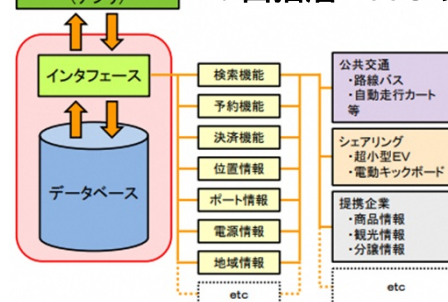 インタフェース
データベース
検索機能
予約機能
決済機能
位置情報
ポート情報
電源情報
地域情報
etc
公共交通
・路線バス
・自動走行カート
等
シェアリング
・超小型EV
・電動キックボード
提携企業
・商品情報
・観光情報
・分譲情報
etc